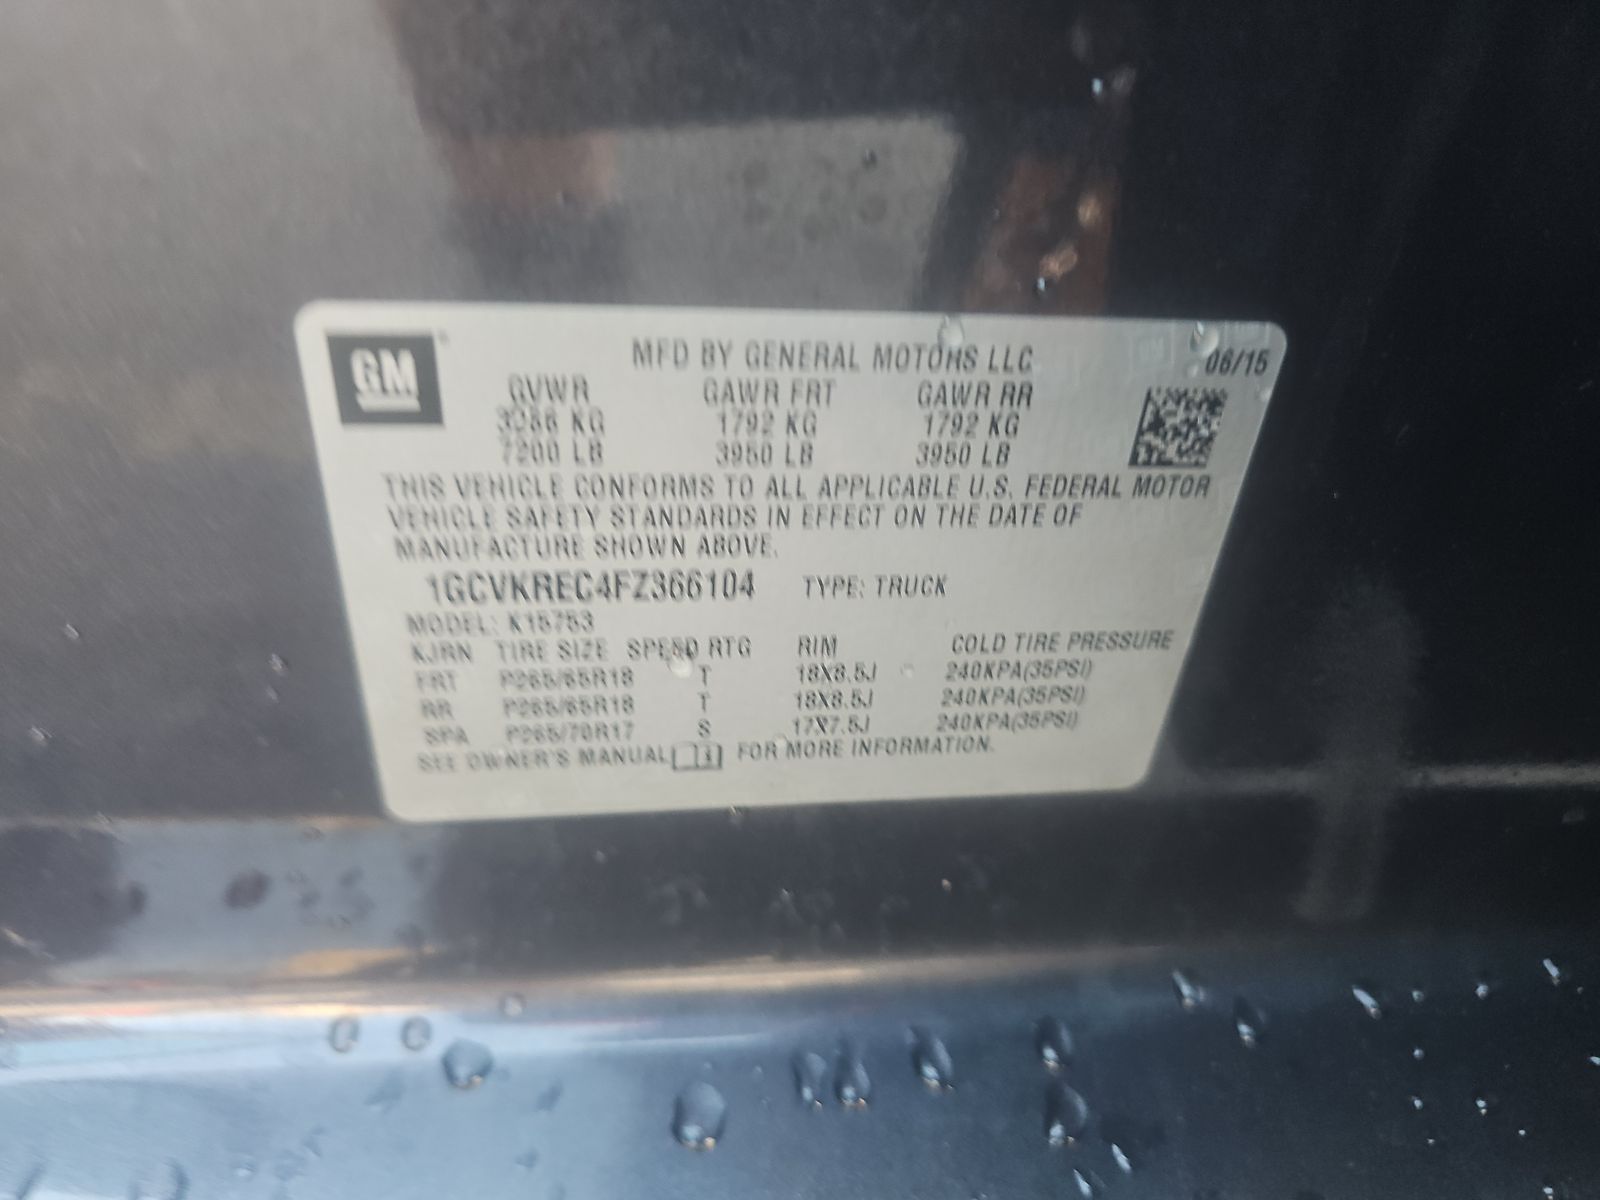 GM
MFD BY GENERAL MOTORS LLC 06/15
GVWR GAWR FRT GAWR RR
3266 KG 1792 KG 1792 KG
7200 LB 3950 LB 3950 LB
THIS VEHICLE CONFORMS TO ALL APPLICABLE U.S. FEDERAL MOTOR
VEHICLE SAFETY STANDARDS IN EFFECT ON THE DATE OF
MANUFACTURE SHOWN ABOVE.
1GCVKREC4FZ366104 TYPE: TRUCK
MODEL: K15753
KJRN TIRE SIZE SPEED RTG RIM COLD TIRE PRESSURE
FRT P265/65R18 T 18X8.5J 240KPA(35PSI)
RR P265/65R18 T 18X8.5J 240KPA(35PSI)
SPA P265/70R17 S 17X7.5J 240KPA(35PSI)
SEE OWNER'S MANUAL FOR MORE INFORMATION.